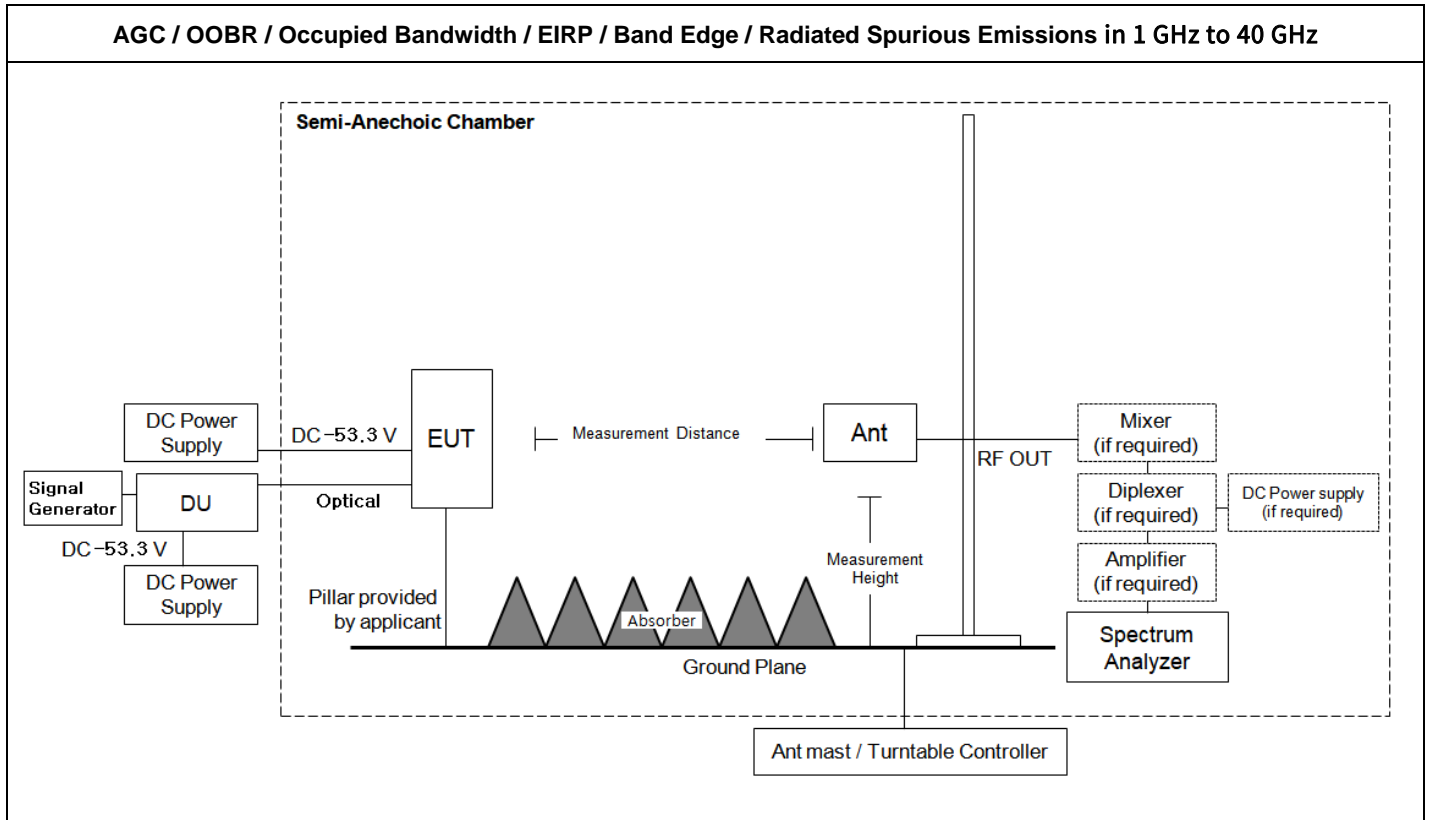 AGC / OOBR / Occupied Bandwidth / EIRP / Band Edge / Radiated Spurious Emissions in 1 GHz to 40 GHz
Semi-Anechoic Chamber
DC Power
Supply
DC-53.3 V
EUT
Measurement Distance
Ant
RF OUT
Mixer
(if required)
Signal
Generator
DU
Optical
Diplexer
(if required)
DC Power supply
(if required)
DC-53.3 V
DC Power
Supply
Measurement
Height
Amplifier
(if required)
Pillar provided
by applicant
Absorber
Spectrum
Analyzer
Ground Plane
Ant mast / Turntable Controller